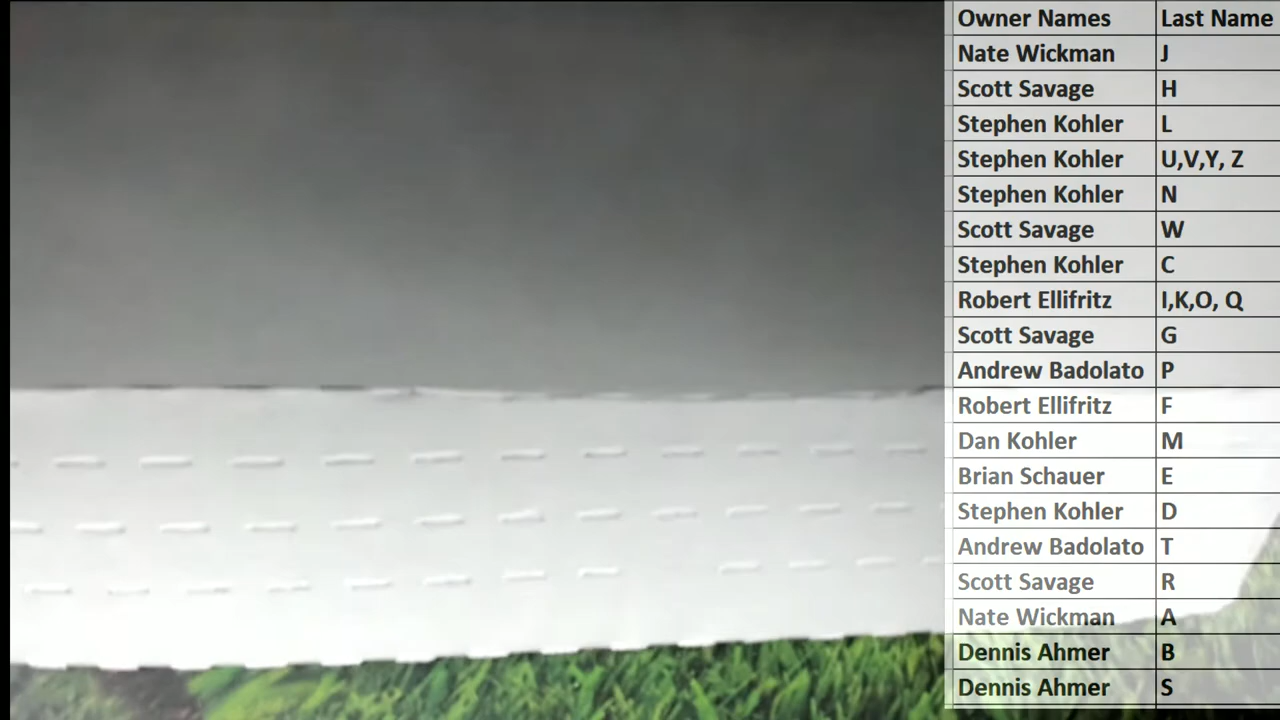 Owner Names Last Name
Nate Wickman J
Scott Savage H
Stephen Kohler L
Stephen Kohler U,V,Y, Z
Stephen Kohler N
Scott Savage W
Stephen Kohler C
Robert Ellifritz I,K,O, Q
Scott Savage G
Andrew Badolato P
Robert Ellifritz F
Dan Kohler M
Brian Schauer E
Stephen Kohler D
Andrew Badolato T
Scott Savage R
Nate Wickman A
Dennis Ahmer B
Dennis Ahmer S